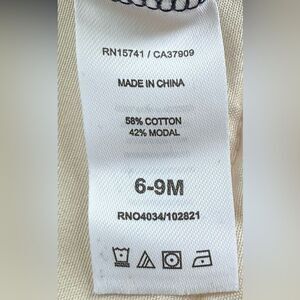 RN15741 / CA37909
MADE IN CHINA
58% COTTON
42% MODAL
6-9M
RNO4034/102821